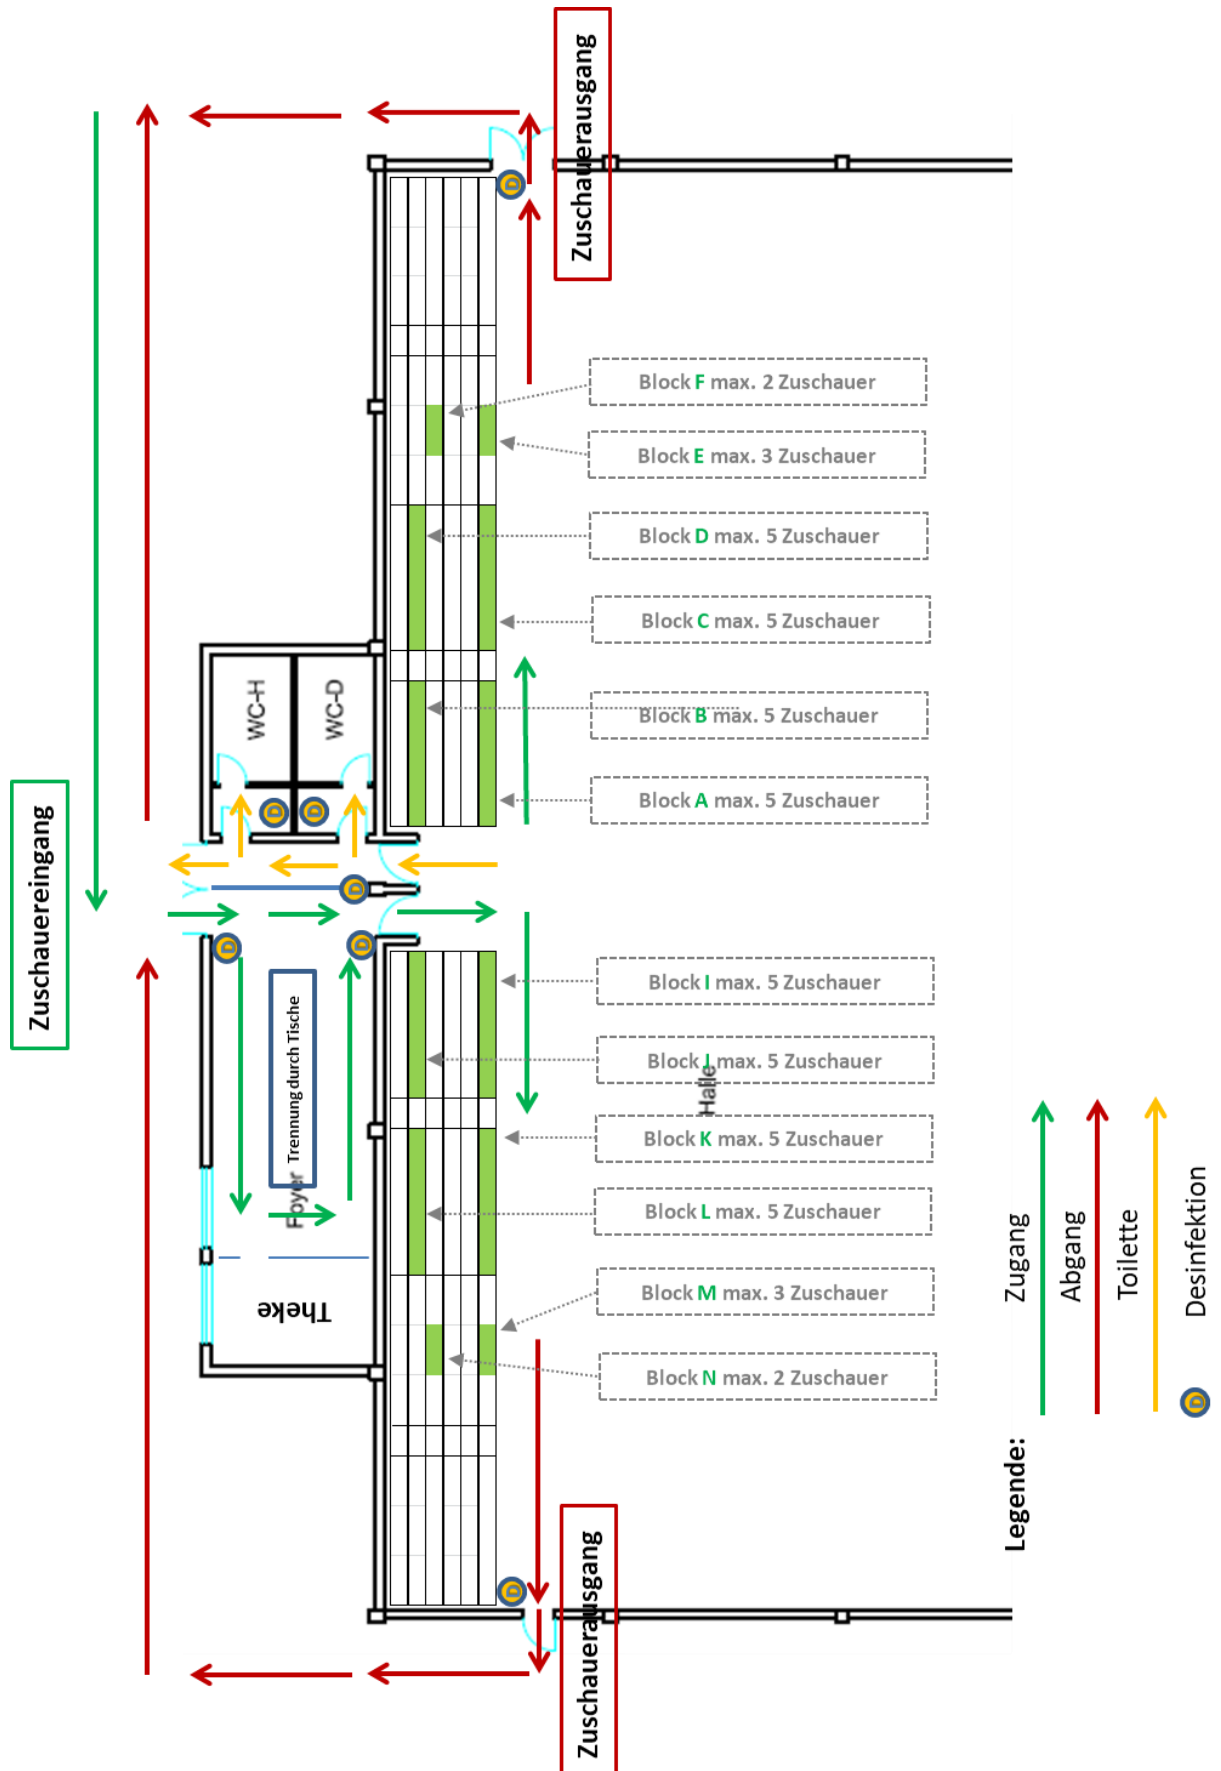 Zuschauerausgang
Block F max. 2 Zuschauer
Block E max. 3 Zuschauer
Block D max. 5 Zuschauer
Block C max. 5 Zuschauer
WC-H
WC-D
Block B max. 5 Zuschauer
Block A max. 5 Zuschauer
D
D
D
D
D
D
Zuschauereingang
Block I max. 5 Zuschauer
Block J max. 5 Zuschauer
Halle
Trennung durch Tische
Foyer
Block K max. 5 Zuschauer
Block L max. 5 Zuschauer
Theke
Block M max. 3 Zuschauer
Block N max. 2 Zuschauer
D
Zuschauerausgang
Legende:
Zugang
Abgang
Toilette
D
Desinfektion